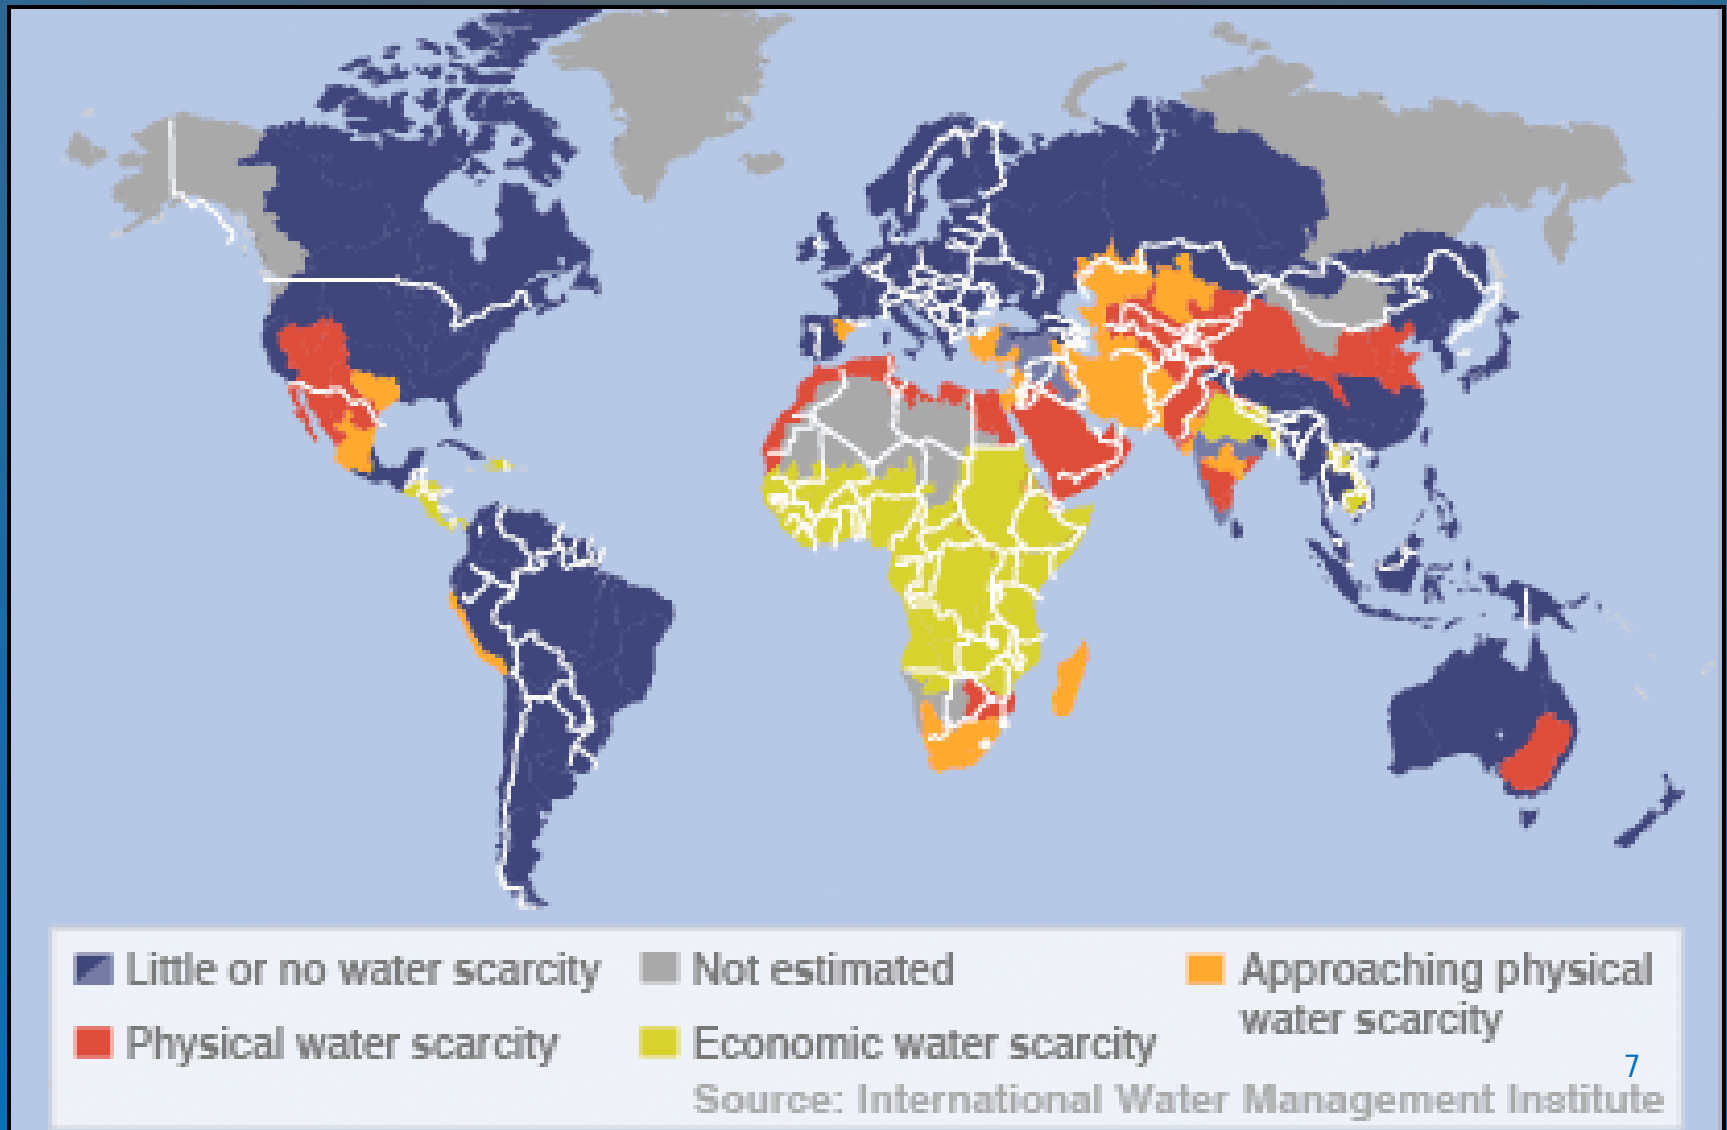 Little or no water scarcity
Not estimated
Approaching physical
water scarcity
Physical water scarcity
Economic water scarcity
7
Source: International Water Management Institute